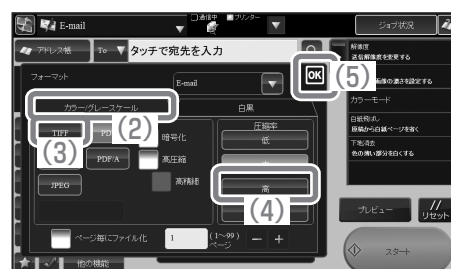 E-mail
通信中
プリンター
ジョブ状況
アドレス帳
To
タッチで宛先を入力
解像度
送信解像度を変更する
フォーマット
E-mail
OK
(5)
画像の濃さを設定する
カラー/グレースケール
白黒
カラーモード
(2)
TIFF
(3)
暗号化
圧縮率
低
白紙飛ばし
原稿から白紙ページを省く
PDF/A
高圧縮
下地消去
色の薄い部分を白くする
JPEG
高精細
高
(4)
プレビュー
リセット
ページ毎にファイル化
1
(1~99)
ページ
スタート
他の機能